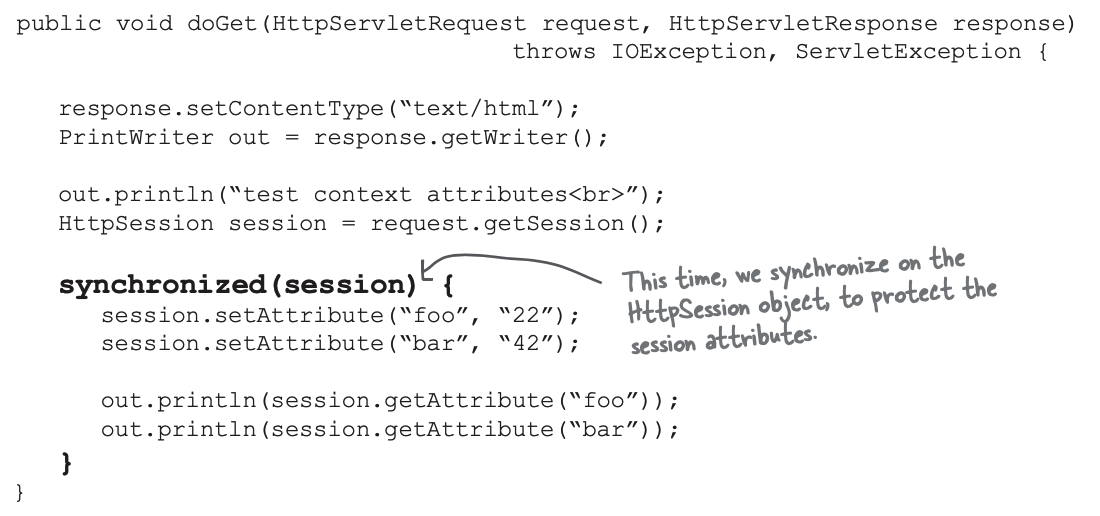 public void doGet(HttpServletRequest request, HttpServletResponse response)
throws IOException, ServletException {
response.setContentType(“text/html”);
PrintWriter out = response.getWriter();
out.println(“test context attributes<br>”);
HttpSession session = request.getSession();
synchronized(session) {
session.setAttribute(“foo”, “22”);
session.setAttribute(“bar”, “42”);
out.println(session.getAttribute(“foo”));
out.println(session.getAttribute(“bar”));
}
}
This time, we synchronize on the
HttpSession object, to protect the
session attributes.